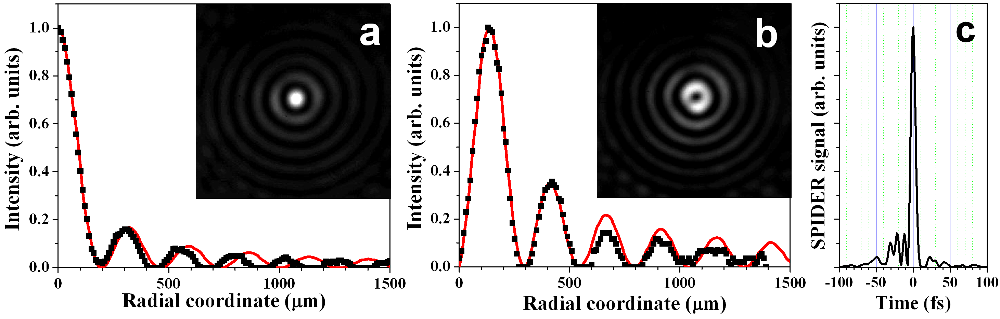 a
1.0
0.8
0.6
0.4
0.2
0.0
0
500
1000
1500
Intensity (arb. units)
Radial coordinate (μm)
b
1.0
0.8
0.6
0.4
0.2
0.0
0
500
1000
1500
Intensity (arb. units)
Radial coordinate (μm)
c
SPIDER signal (arb. units)
-100
-50
0
50
100
Time (fs)